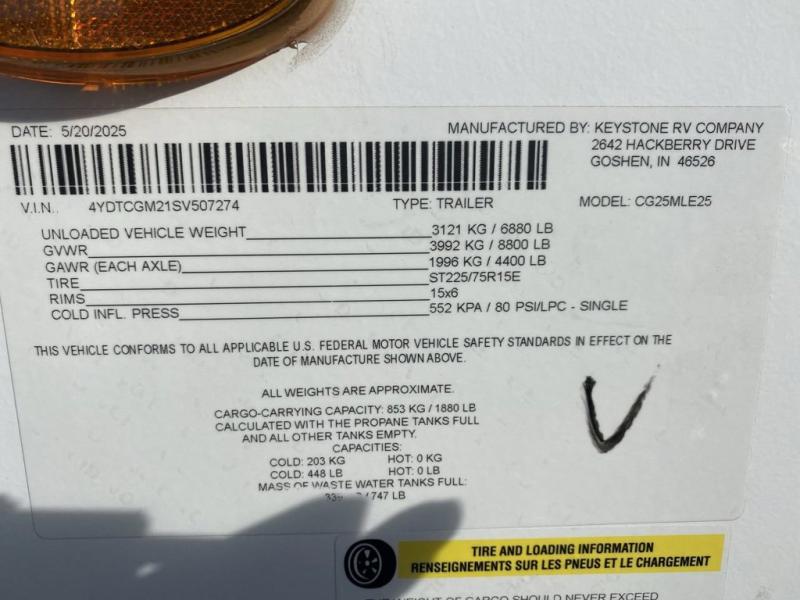 DATE: 5/20/2025
MANUFACTURED BY: KEYSTONE RV COMPANY
2642 HACKBERRY DRIVE
GOSHEN, IN 46526
V.I.N.. 4YDTCGM21SV507274 TYPE: TRAILER MODEL: CG25MLE25
UNLOADED VEHICLE WEIGHT 3121 KG / 6880 LB
GVWR 3992 KG / 8800 LB
GAWR (EACH AXLE) 1996 KG / 4400 LB
TIRE ST225/75R15E
RIMS 15x6
COLD INFL. PRESS 552 KPA / 80 PSI/LPC - SINGLE
THIS VEHICLE CONFORMS TO ALL APPLICABLE U.S. FEDERAL MOTOR VEHICLE SAFETY STANDARDS IN EFFECT ON THE
DATE OF MANUFACTURE SHOWN ABOVE.
ALL WEIGHTS ARE APPROXIMATE.
CARGO-CARRYING CAPACITY: 853 KG / 1880 LB
CALCULATED WITH THE PROPANE TANKS FULL
AND ALL OTHER TANKS EMPTY.
CAPACITIES:
COLD: 203 KG HOT: 0 KG
COLD: 448 LB HOT: 0 LB
MASS OF WASTE WATER TANKS FULL:
/ 747 LB
TIRE AND LOADING INFORMATION
RENSEIGNEMENTS SUR LES PNEUS ET LE CHARGEMENT
OF CARGO SHOULD NEVER EXCEED